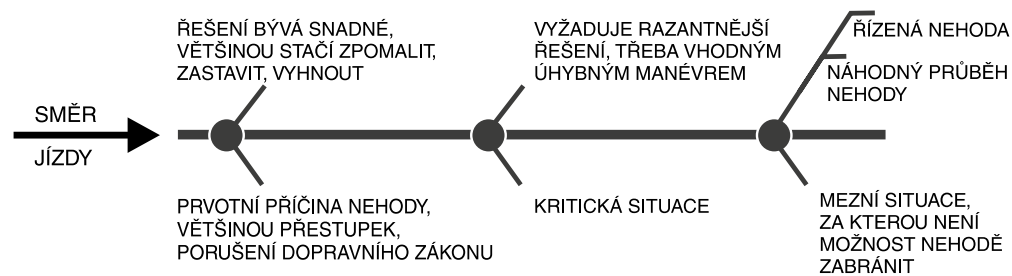 SMĚR
JÍZDY
ŘEŠENÍ BÝVÁ SNADNÉ,
VĚTŠINOU STAČÍ ZPOMALIT,
ZASTAVIT, VYHNOUT
PRVOTNÍ PŘÍČINA NEHODY,
VĚTŠINOU PŘESTUPEK,
PORUŠENÍ DOPRAVNÍHO ZÁKONU
VYŽADUJE RAZANTNĚJŠÍ
ŘEŠENÍ, TŘEBA VHODNÝM
ÚHYBNÝM MANÉVREM
KRITICKÁ SITUACE
ŘÍZENÁ NEHODA
NÁHODNÝ PRŮBĚH
NEHODY
MEZNÍ SITUACE,
ZA KTEROU NENÍ
MOŽNOST NEHODĚ
ZABRÁNIT